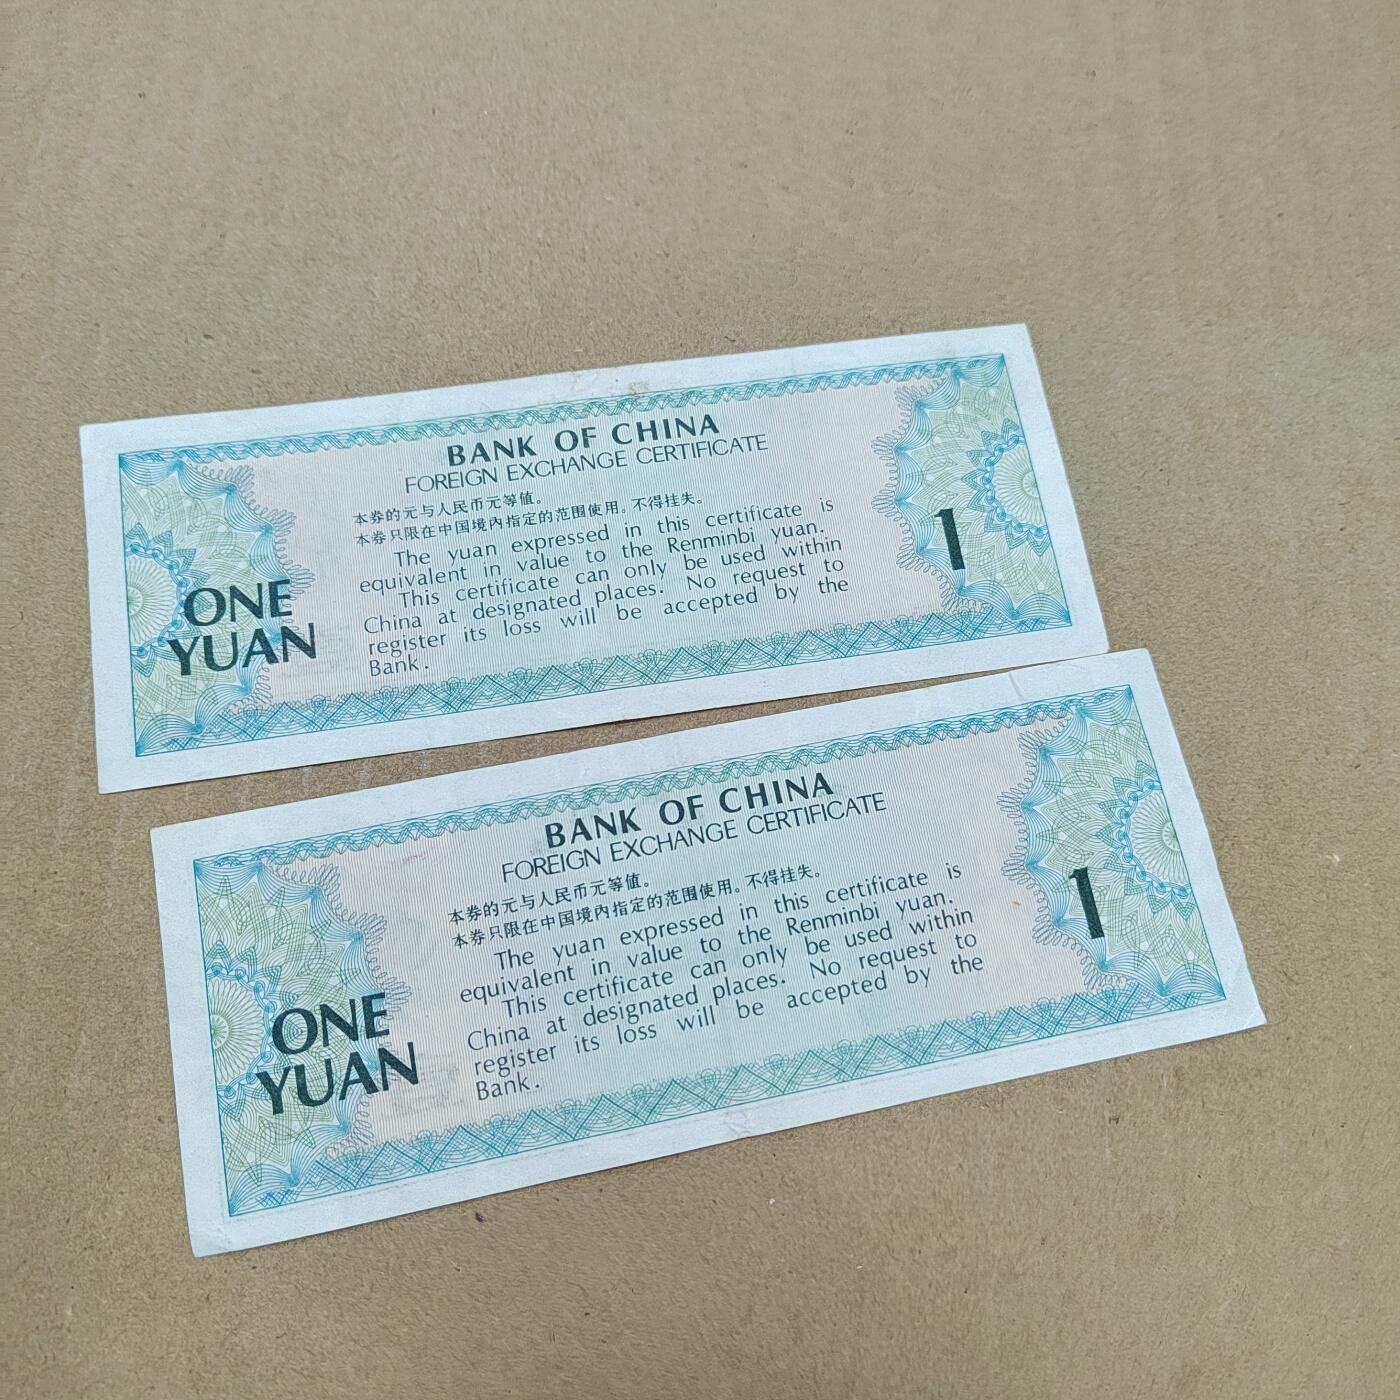 BANK OF CHINA
FOREIGN EXCHANGE CERTIFICATE
本券的元与人民币元等值。
本券只限在中国境内指定的范围使用。不得挂失。
The yuan expressed in this certificate is
equivalent in value to the Renminbi yuan.
This certificate can only be used within
China at designated places. No request to
register its loss will be accepted by the
Bank.
ONE
YUAN
1
BANK OF CHINA
FOREIGN EXCHANGE CERTIFICATE
本券的元与人民币元等值。
本券只限在中国境内指定的范围使用。不得挂失。
The yuan expressed in this certificate is
equivalent in value to the Renminbi yuan.
This certificate can only be used within
China at designated places. No request to
register its loss will be accepted by the
Bank.
ONE
YUAN
1